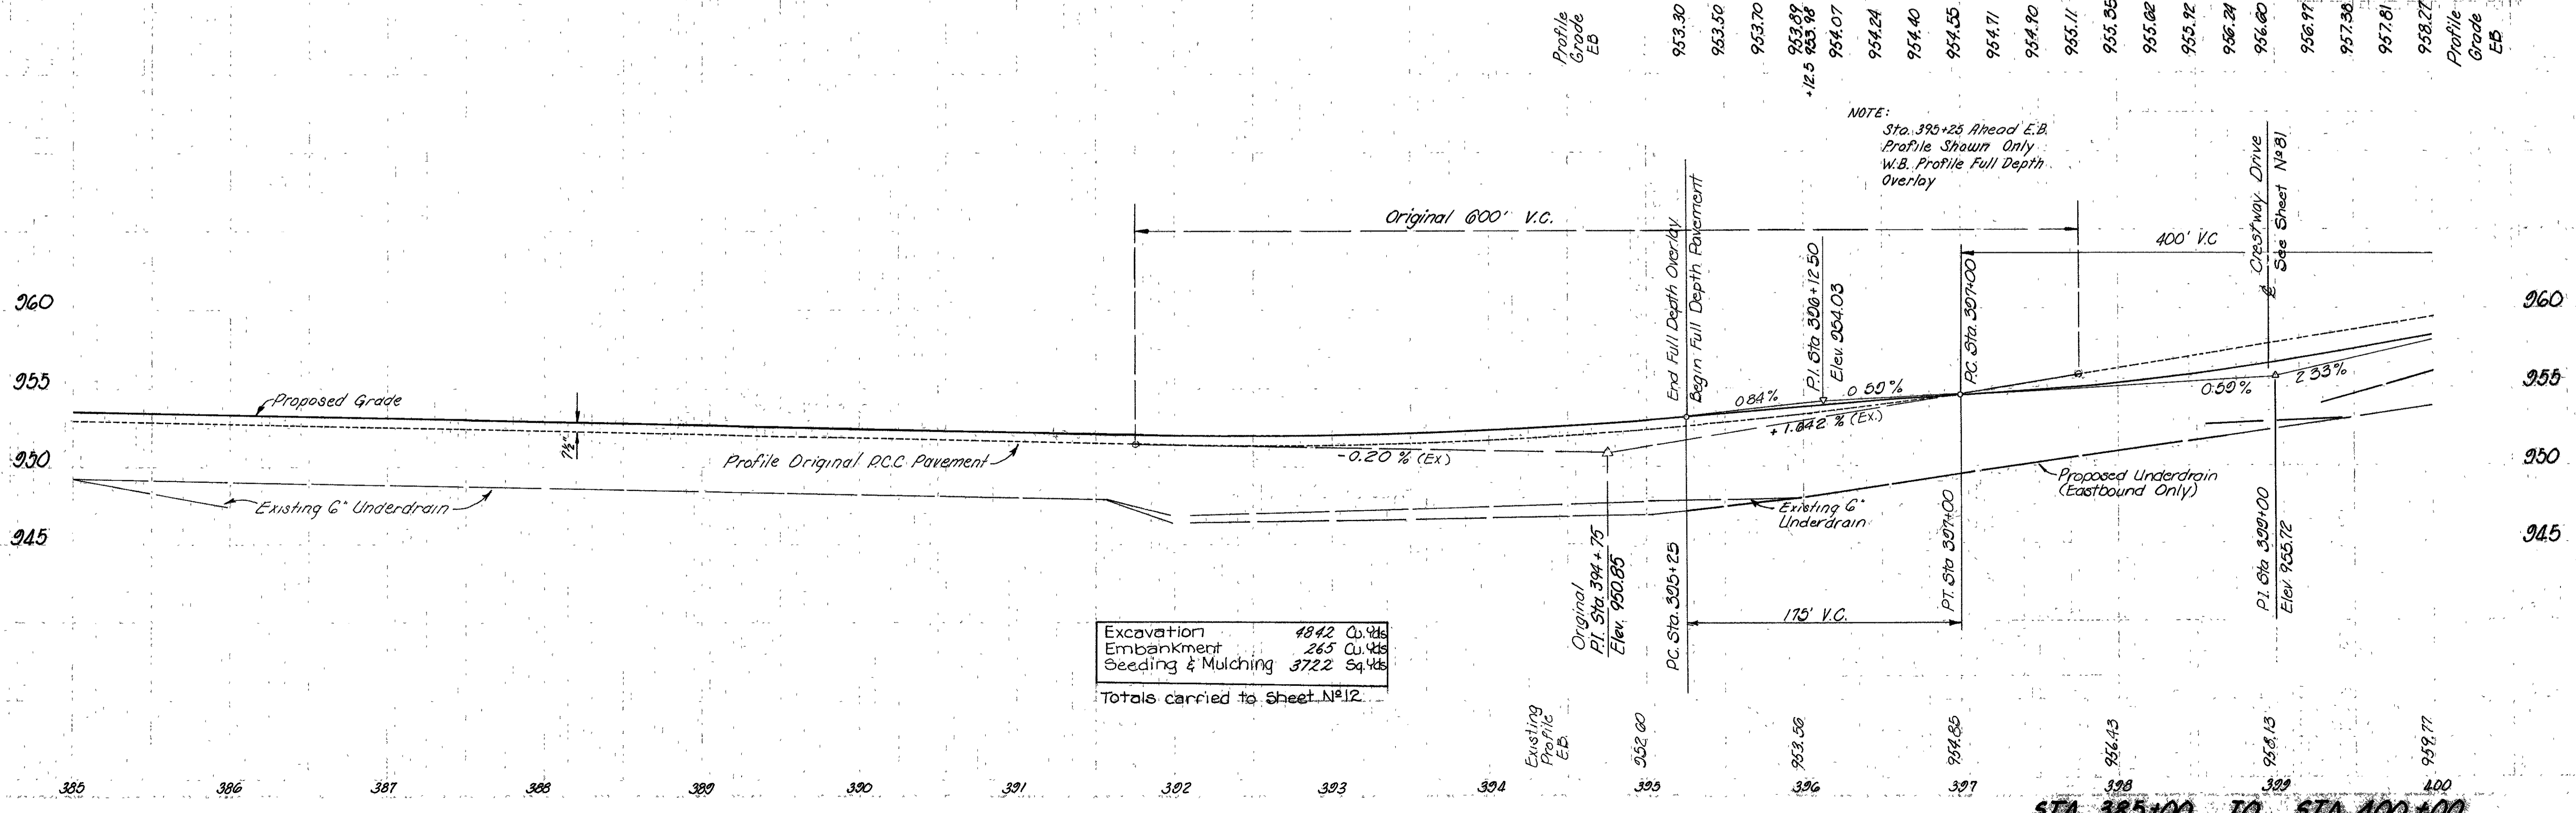 Profile
Grade
EB
953.30
953.50
953.70
953.89
+12.5 953.98
954.07
954.24
954.40
954.55
954.71
954.90
955.11
955.35
955.62
955.92
956.24
956.60
956.97
957.38
957.81
958.27
Profile
Grade
EB
NOTE:
Sta. 395+25 Ahead E.B.
Profile Shown Only
W.B. Profile Full Depth
Overlay
Original 600' V.C.
End Full Depth Overlay
Begin Full Depth Pavement
P.I. Sta 396+12.50
Elev. 954.03
P.C. Sta. 397+00
400' V.C
℄ Crestway Drive
See Sheet Nº 81
960
955
950
945
960
955
950
945
Proposed Grade
7½"
Profile Original P.C.C. Pavement
-0.20 % (Ex)
0.84%
0.59%
+1.642 % (Ex.)
0.59%
2.33%
Existing 6" Underdrain
Existing 6"
Underdrain
Proposed Underdrain
(Eastbound Only)
Original
P.I. Sta. 394+75
Elev. 950.85
P.C. Sta. 395+25
175' V.C.
P.T. Sta 397+00
P.I. Sta 399+00
Elev. 955.72
Excavation 4842 Cu. Yds
Embankment 265 Cu. Yds
Seeding & Mulching 3722 Sq. Yds
Totals carried to Sheet Nº 12
Existing
Profile
E.B.
952.60
953.56
954.85
956.43
958.13
959.77
385 386 387 388 389 390 391 392 393 394 395 396 397 398 399 400
STA. 385+00 TO STA. 400+00